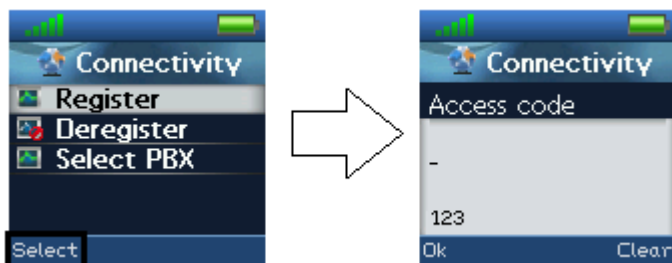 Connectivity
Register
Deregister
Select PBX
Select
Connectivity
Access code
_
123
Ok Clear